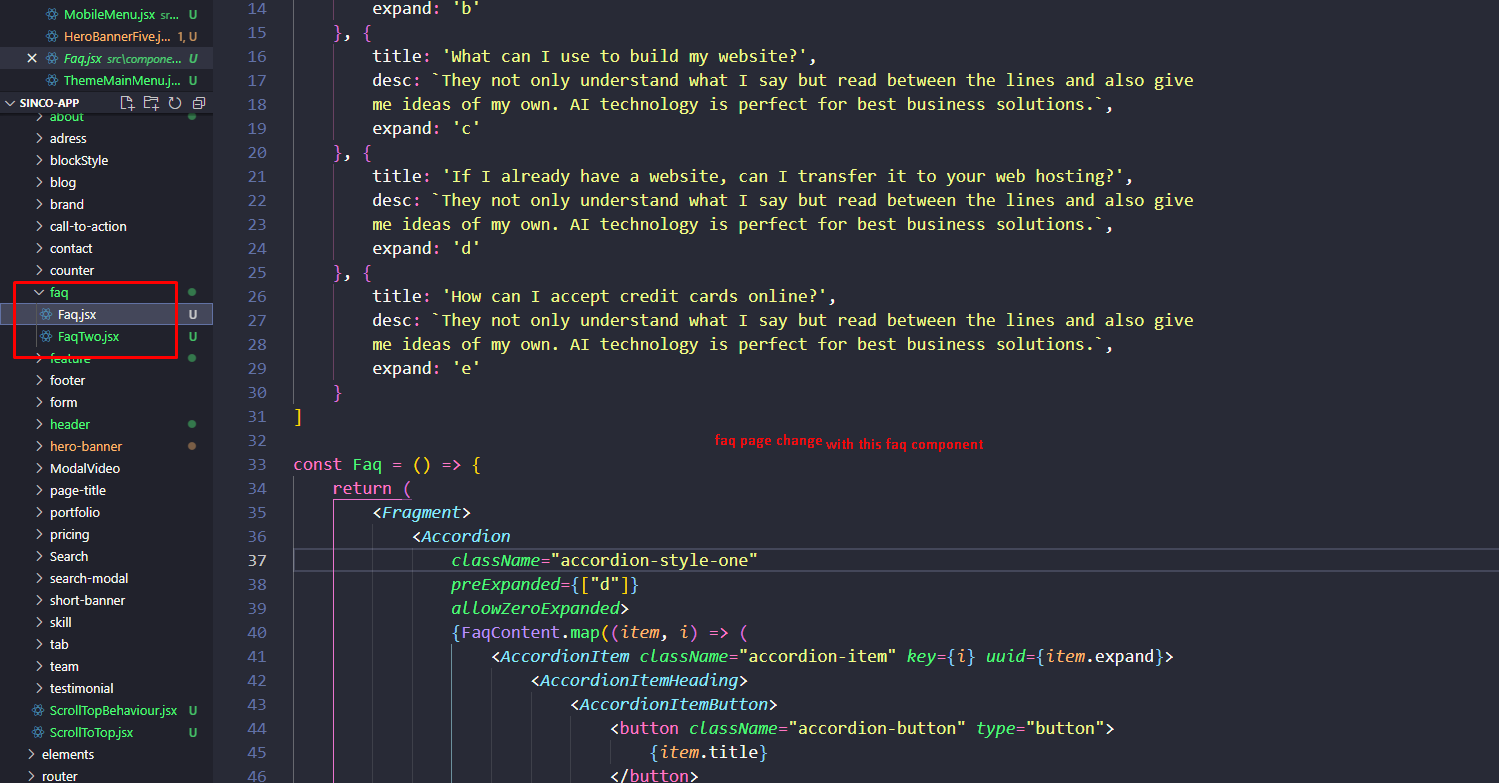 MobileMenu.jsx sr... U
HeroBannerFive.j... 1, U
Faq.jsx src\compone... U
ThemeMainMenu.j... U
SINCO-APP
about
adress
blockStyle
blog
brand
call-to-action
contact
counter
faq
Faq.jsx U
FaqTwo.jsx U
feature
footer
form
header
hero-banner
ModalVideo
page-title
portfolio
pricing
Search
search-modal
short-banner
skill
tab
team
testimonial
ScrollTopBehaviour.jsx U
ScrollToTop.jsx U
elements
router
14 expand: 'b'
15 }, {
16 title: 'What can I use to build my website?',
17 desc: `They not only understand what I say but read between the lines and also give
18 me ideas of my own. AI technology is perfect for best business solutions.`,
19 expand: 'c'
20 }, {
21 title: 'If I already have a website, can I transfer it to your web hosting?',
22 desc: `They not only understand what I say but read between the lines and also give
23 me ideas of my own. AI technology is perfect for best business solutions.`,
24 expand: 'd'
25 }, {
26 title: 'How can I accept credit cards online?',
27 desc: `They not only understand what I say but read between the lines and also give
28 me ideas of my own. AI technology is perfect for best business solutions.`,
29 expand: 'e'
30 }
31 ]
32
faq page change with this faq component
33 const Faq = () => {
34 return (
35 <Fragment>
36 <Accordion
37 className="accordion-style-one"
38 preExpanded={["d"]}
39 allowZeroExpanded>
40 {FaqContent.map((item, i) => (
41 <AccordionItem className="accordion-item" key={i} uuid={item.expand}>
42 <AccordionItemHeading>
43 <AccordionItemButton>
44 <button className="accordion-button" type="button">
45 {item.title}
46 </button>